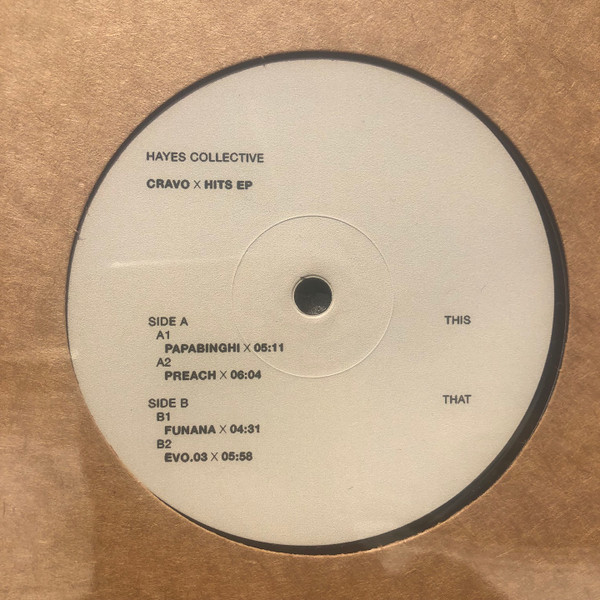 HAYES COLLECTIVE
CRAVO X HITS EP
SIDE A THIS
A1
PAPABINGHI X 05:11
A2
PREACH X 06:04
SIDE B THAT
B1
FUNANA X 04:31
B2
EVO.03 X 05:58